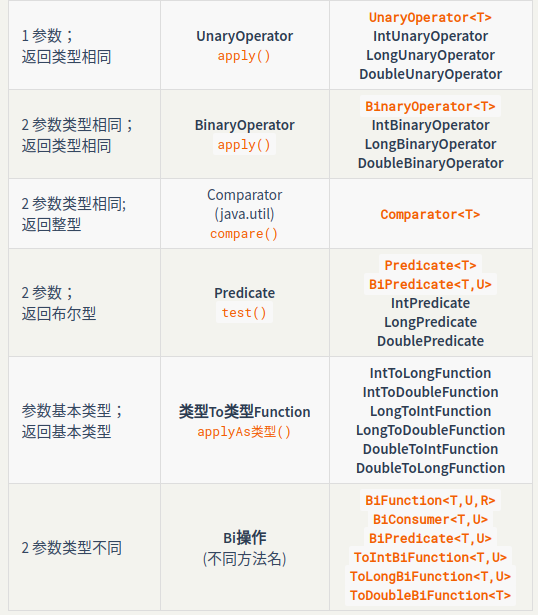 1 参数；
返回类型相同
UnaryOperator
apply()
UnaryOperator<T>
IntUnaryOperator
LongUnaryOperator
DoubleUnaryOperator
2 参数类型相同；
返回类型相同
BinaryOperator
apply()
BinaryOperator<T>
IntBinaryOperator
LongBinaryOperator
DoubleBinaryOperator
2 参数类型相同;
返回整型
Comparator
(java.util)
compare()
Comparator<T>
2 参数；
返回布尔型
Predicate
test()
Predicate<T>
BiPredicate<T,U>
IntPredicate
LongPredicate
DoublePredicate
参数基本类型；
返回基本类型
类型To类型Function
applyAs类型()
IntToLongFunction
IntToDoubleFunction
LongToIntFunction
LongToDoubleFunction
DoubleToIntFunction
DoubleToLongFunction
2 参数类型不同
Bi操作
(不同方法名)
BiFunction<T,U,R>
BiConsumer<T,U>
BiPredicate<T,U>
ToIntBiFunction<T,U>
ToLongBiFunction<T,U>
ToDoubleBiFunction<T>